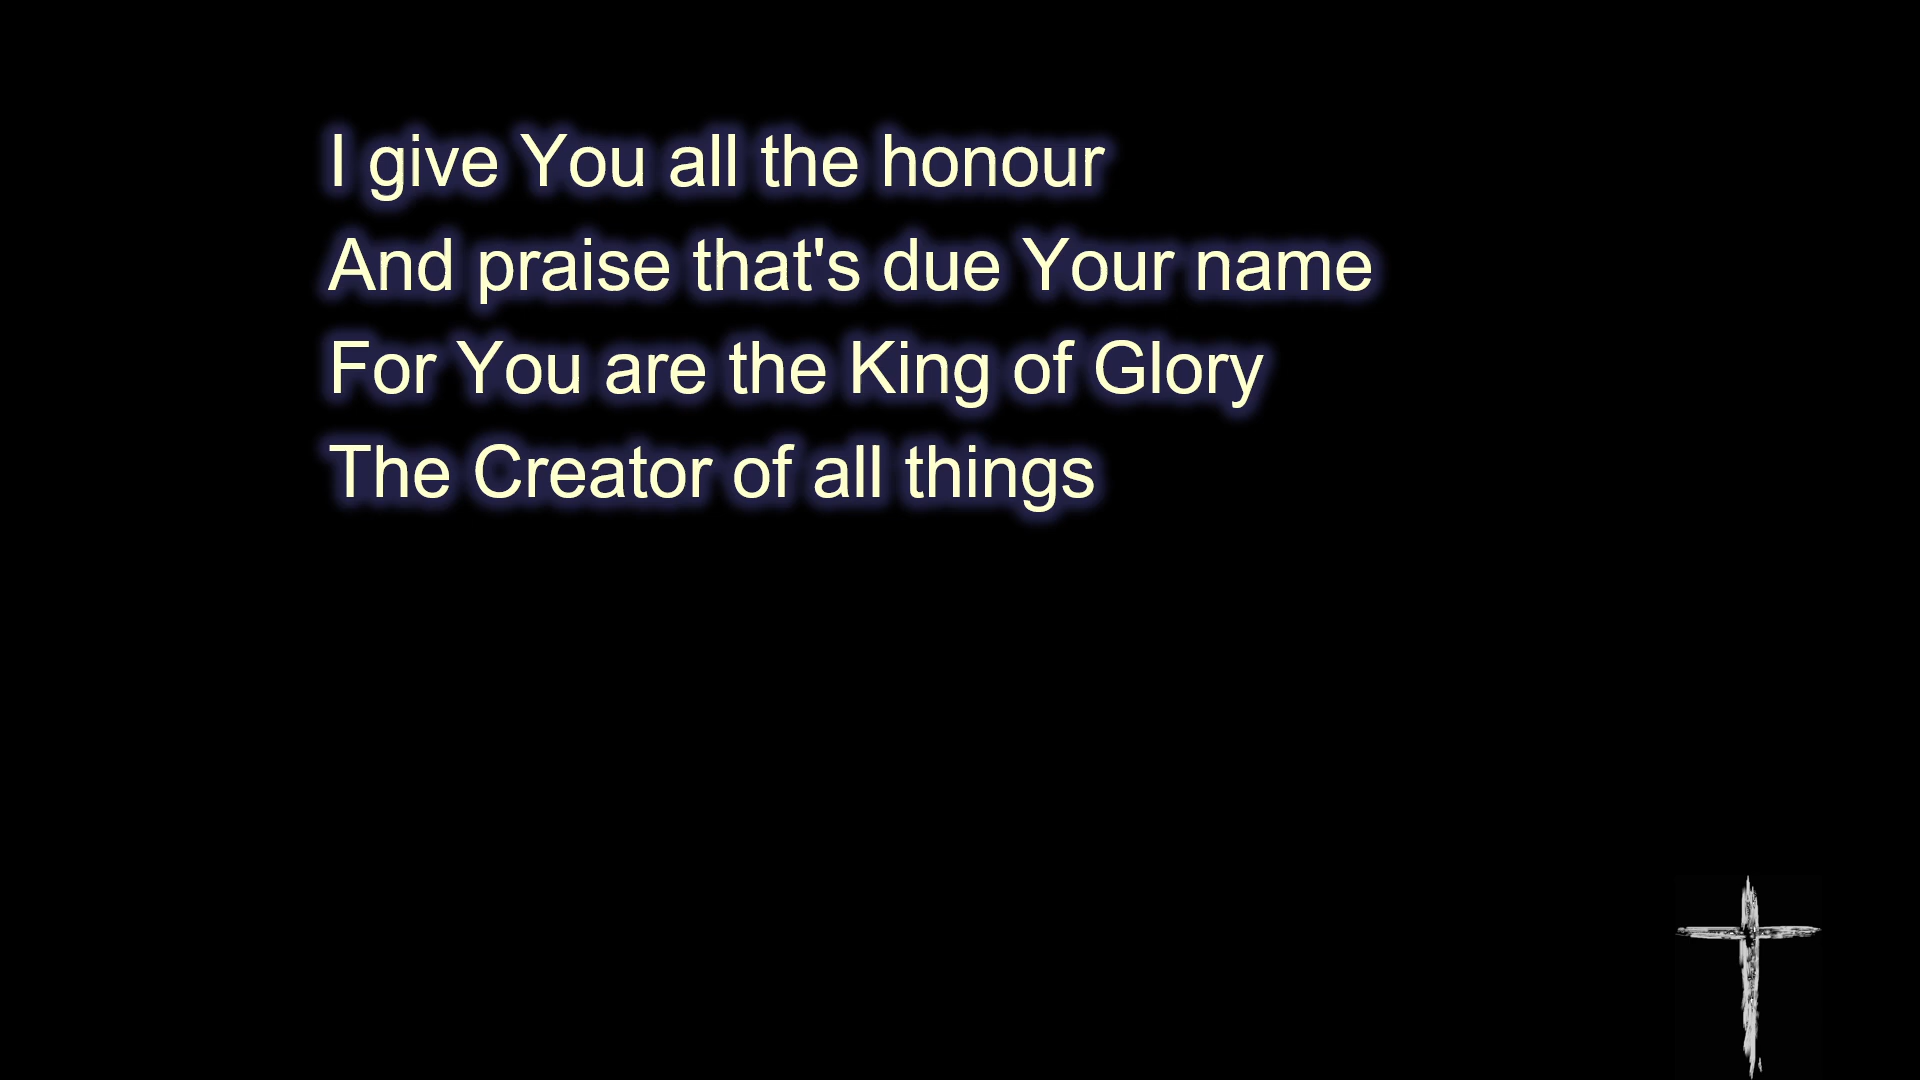 I give You all the honour
And praise that's due Your name
For You are the King of Glory
The Creator of all things